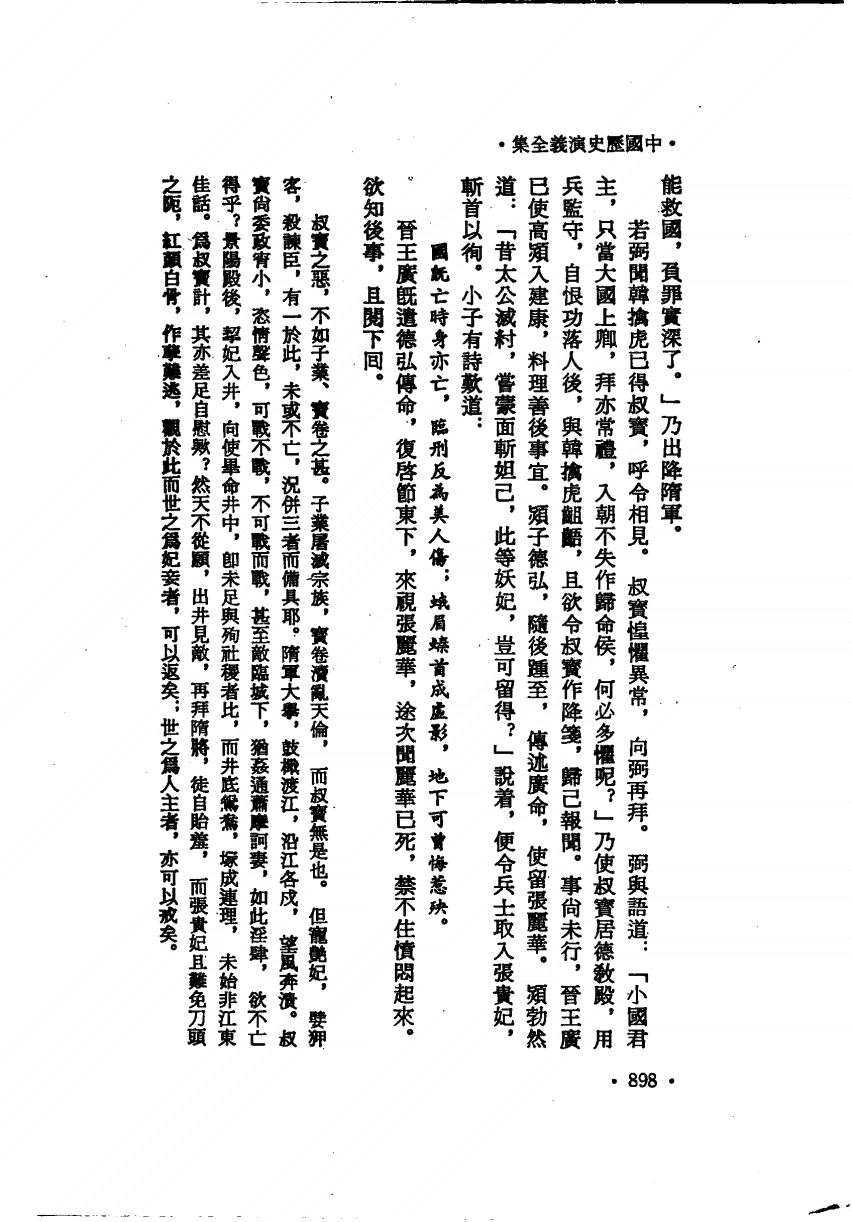 ·中國歷史演義全集·
能救國，負罪實深了。」乃出降隋軍。
若弼聞韓擒虎已得叔寶，呼令相見。叔寶惶懼異常，向弼再拜。弼與語道：「小國君
主，只當大國上卿，拜亦常禮，入朝不失作歸命侯，何必多懼呢？」乃使叔寶居德教殿，用
兵監守，自恨功落人後，與韓擒虎齟齬，且欲令叔寶作降箋，歸己報聞。事尚未行，晉王廣
已使高熲入建康，料理善後事宜。熲子德弘，隨後踵至，傳述廣命，使留張麗華。熲勃然
道：「昔太公滅紂，嘗蒙面斬妲己，此等妖妃，豈可留得？」說着，便令兵士取入張貴妃，
斬首以徇。小子有詩歎道：
國既亡時身亦亡，臨刑反為美人傷；蛾眉螓首成虛影，地下可曾悔惹殃。
晉王廣既遣德弘傳命，復啓節東下，來視張麗華，途次聞麗華已死，禁不住憤悶起來。
欲知後事，且閱下回。
叔寶之惡，不如子業、寶卷之甚。子業屠滅宗族，寶卷瀆亂天倫，而叔寶無是也。但寵艷妃，嬖狎
客，殺諫臣，有一於此，未或不亡，況併三者而備具耶。隋軍大舉，鼓檝渡江，沿江各戍，望風奔潰。叔
寶尚委政宵小，恣情聲色，可戰不戰，不可戰而戰，甚至敵臨城下，猶姦通蕭摩訶妻，如此淫肆，欲不亡
得乎？景陽殿後，挈妃入井，向使畢命井中，卽未足與殉社稷者比，而井底鴛鴦，塚成連理，未始非江東
佳話。爲叔寶計，其亦差足自慰歟？然天不從願，出井見敵，再拜隋將，徒自貽羞，而張貴妃且難免刀頭
之阨，紅顏白骨，作孽難逃，觀於此而世之爲妃妾者，可以返矣；世之爲人主者，亦可以戒矣。
·898·